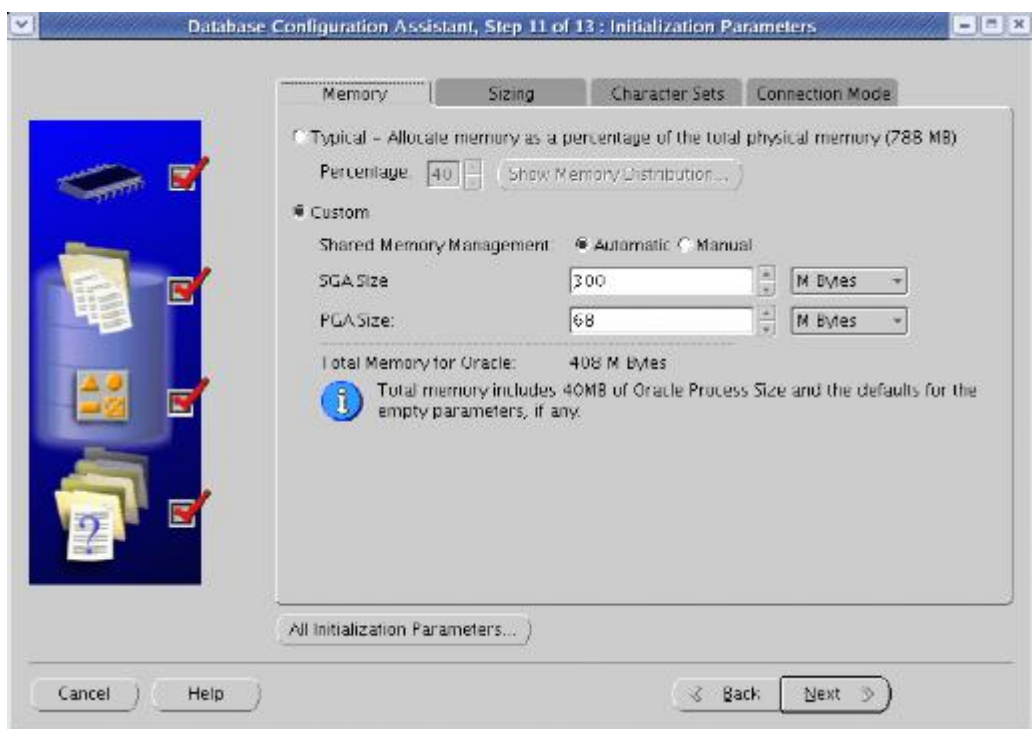 Database Configuration Assistant, Step 11 of 13 : Initialization Parameters
Memory Sizing Character Sets Connection Mode
Typical – Allocate memory as a percentage of the total physical memory (788 MB)
Percentage: 40 Show Memory Distribution...
Custom
Shared Memory Management: Automatic Manual
SGA Size 300 M Bytes
PGA Size: 68 M Bytes
Total Memory for Oracle: 408 M Bytes
Total memory includes 40MB of Oracle Process Size and the defaults for the
empty parameters, if any.
All Initialization Parameters...
Cancel Help Back Next